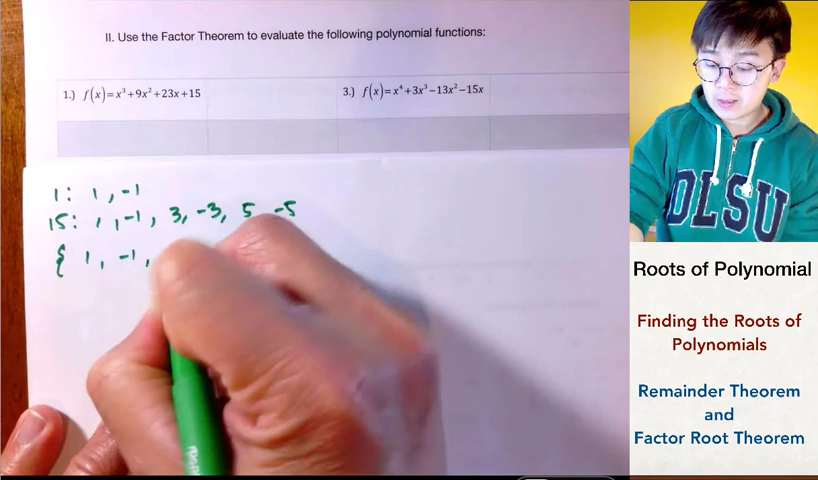 II. Use the Factor Theorem to evaluate the following polynomial functions:
1.) f(x)=x³+9x²+23x+15
3.) f(x)=x⁴+3x³−13x²−15x
1: 1, -1
15: 1, -1, 3, -3, 5, -5
{ 1, -1,
DLSU
Roots of Polynomial
Finding the Roots of
Polynomials
Remainder Theorem
and
Factor Root Theorem